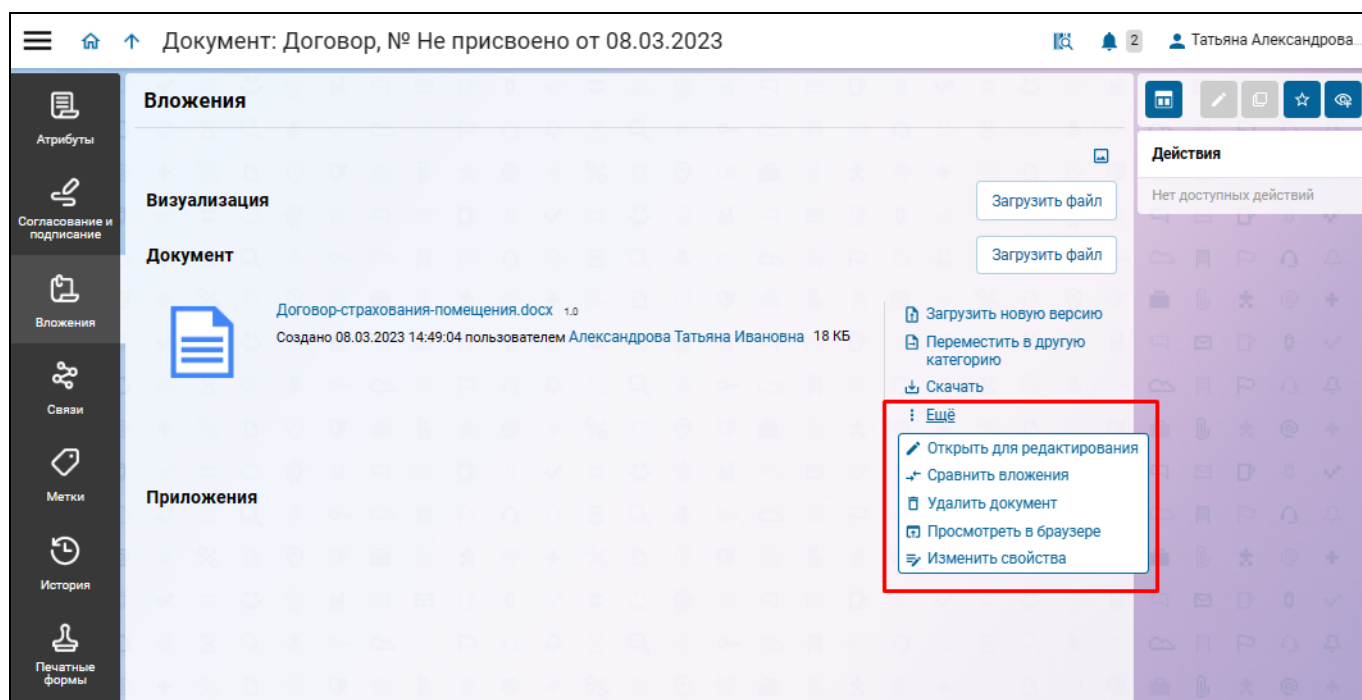 Документ: Договор, № Не присвоено от 08.03.2023
2
Татьяна Александрова...
Атрибуты
Согласование и
подписание
Вложения
Связи
Метки
История
Печатные
формы
Вложения
Визуализация
Загрузить файл
Документ
Загрузить файл
Договор-страхования-помещения.docx 1.0
Создано 08.03.2023 14:49:04 пользователем Александрова Татьяна Ивановна 18 КБ
Загрузить новую версию
Переместить в другую
категорию
Скачать
Ещё
Открыть для редактирования
Сравнить вложения
Удалить документ
Просмотреть в браузере
Изменить свойства
Приложения
Действия
Нет доступных действий